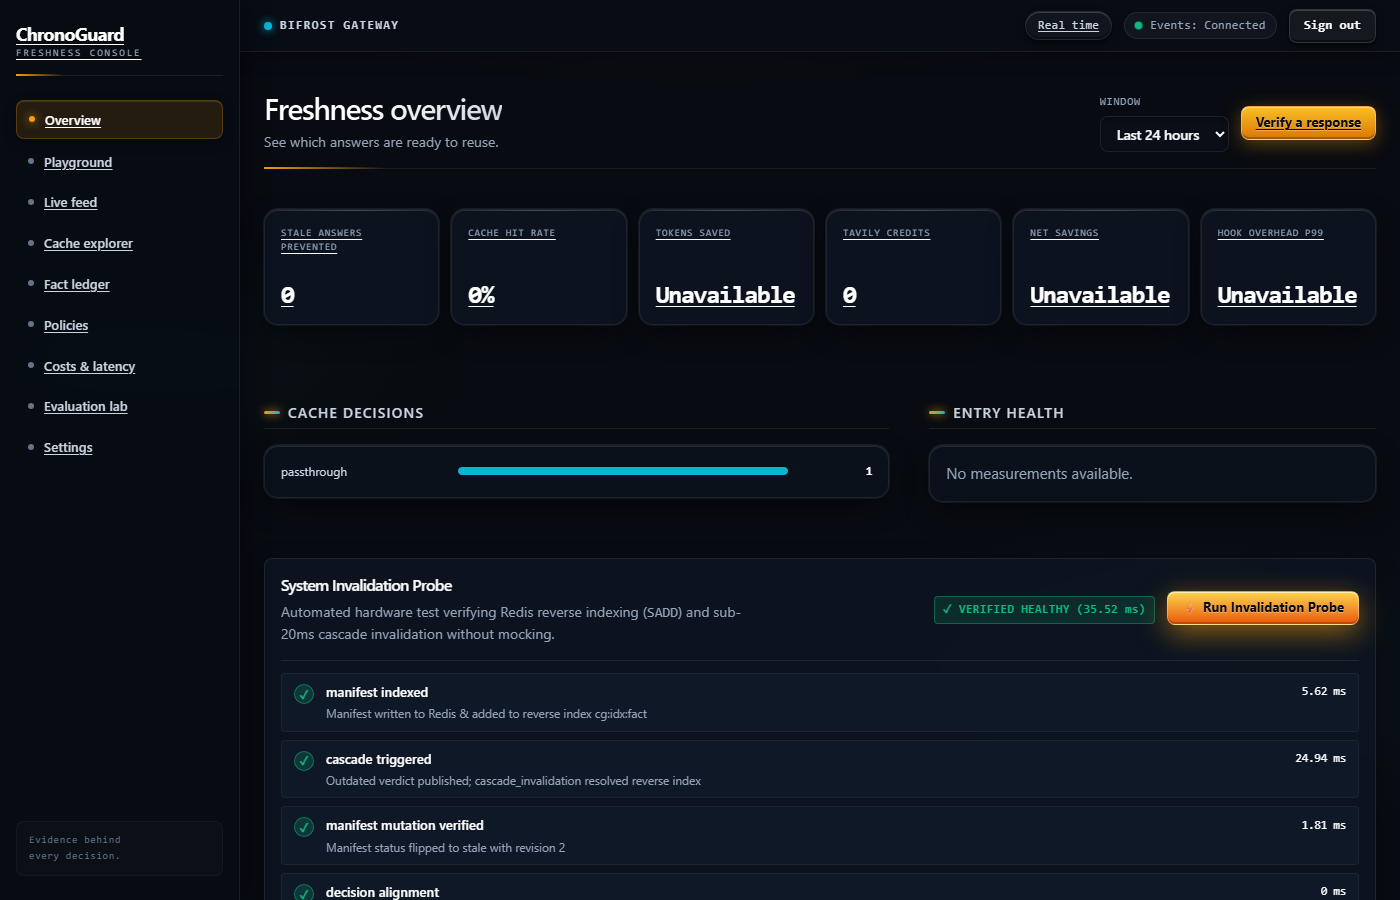 ChronoGuard
FRESHNESS CONSOLE
Overview
Playground
Live feed
Cache explorer
Fact ledger
Policies
Costs & latency
Evaluation lab
Settings
Evidence behind
every decision.
BIFROST GATEWAY
Real time
Events: Connected
Sign out
Freshness overview
See which answers are ready to reuse.
WINDOW
Last 24 hours
Verify a response
STALE ANSWERS
PREVENTED
0
CACHE HIT RATE
0%
TOKENS SAVED
Unavailable
TAVILY CREDITS
0
NET SAVINGS
Unavailable
HOOK OVERHEAD P99
Unavailable
CACHE DECISIONS
passthrough 1
ENTRY HEALTH
No measurements available.
System Invalidation Probe
Automated hardware test verifying Redis reverse indexing (SADD) and sub-
20ms cascade invalidation without mocking.
✓ VERIFIED HEALTHY (35.52 ms)
Run Invalidation Probe
manifest indexed 5.62 ms
Manifest written to Redis & added to reverse index cg:idx:fact
cascade triggered 24.94 ms
Outdated verdict published; cascade_invalidation resolved reverse index
manifest mutation verified 1.81 ms
Manifest status flipped to stale with revision 2
decision alignment 0 ms